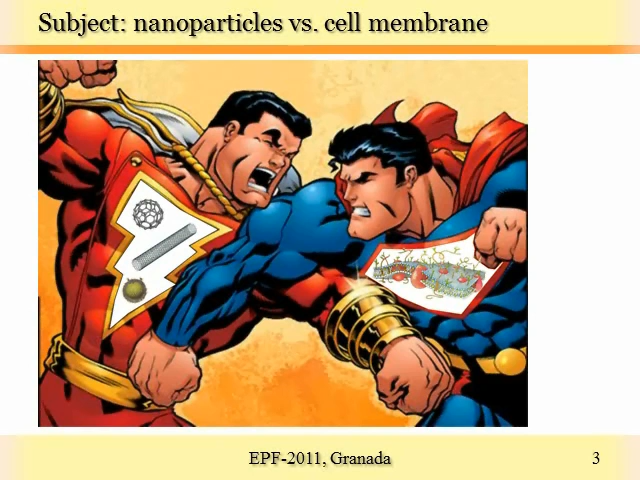 Subject: nanoparticles vs. cell membrane
EPF-2011, Granada
3